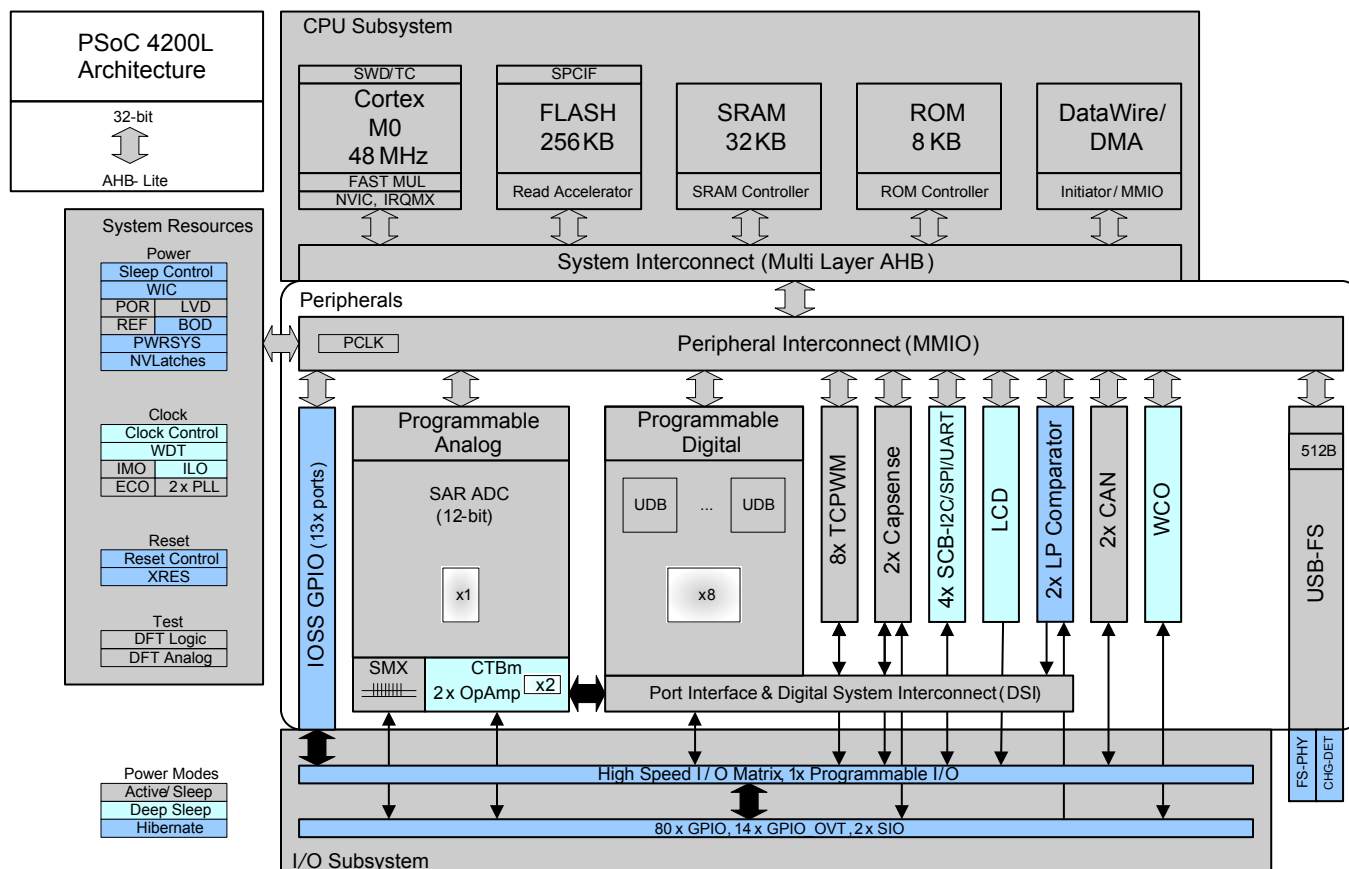 PSoC 4200L
Architecture
32-bit
AHB- Lite
CPU Subsystem
SWD/TC
Cortex
M0
48 MHz
FAST MUL
NVIC, IRQMX
SPCIF
FLASH
256 KB
Read Accelerator
SRAM
32 KB
SRAM Controller
ROM
8 KB
ROM Controller
DataWire/
DMA
Initiator / MMIO
System Interconnect (Multi Layer AHB)
System Resources
Power
Sleep Control
WIC
POR LVD
REF BOD
PWRSYS
NVLatches
Clock
Clock Control
WDT
IMO ILO
ECO 2 x PLL
Reset
Reset Control
XRES
Test
DFT Logic
DFT Analog
Peripherals
PCLK
Peripheral Interconnect (MMIO)
IOSS GPIO (13x ports)
Programmable
Analog
SAR ADC
(12-bit)
x1
SMX
CTBm
2 x OpAmp x2
Programmable
Digital
UDB ... UDB
x8
8x TCPWM
2x Capsense
4x SCB-I2C/SPI/UART
LCD
2x LP Comparator
2x CAN
WCO
512B
USB-FS
FS-PHY
CHG-DET
Port Interface & Digital System Interconnect (DSI)
Power Modes
Active/ Sleep
Deep Sleep
Hibernate
High Speed I / O Matrix, 1x Programmable I/O
80 x GPIO, 14 x GPIO_OVT, 2 x SIO
I/O Subsystem